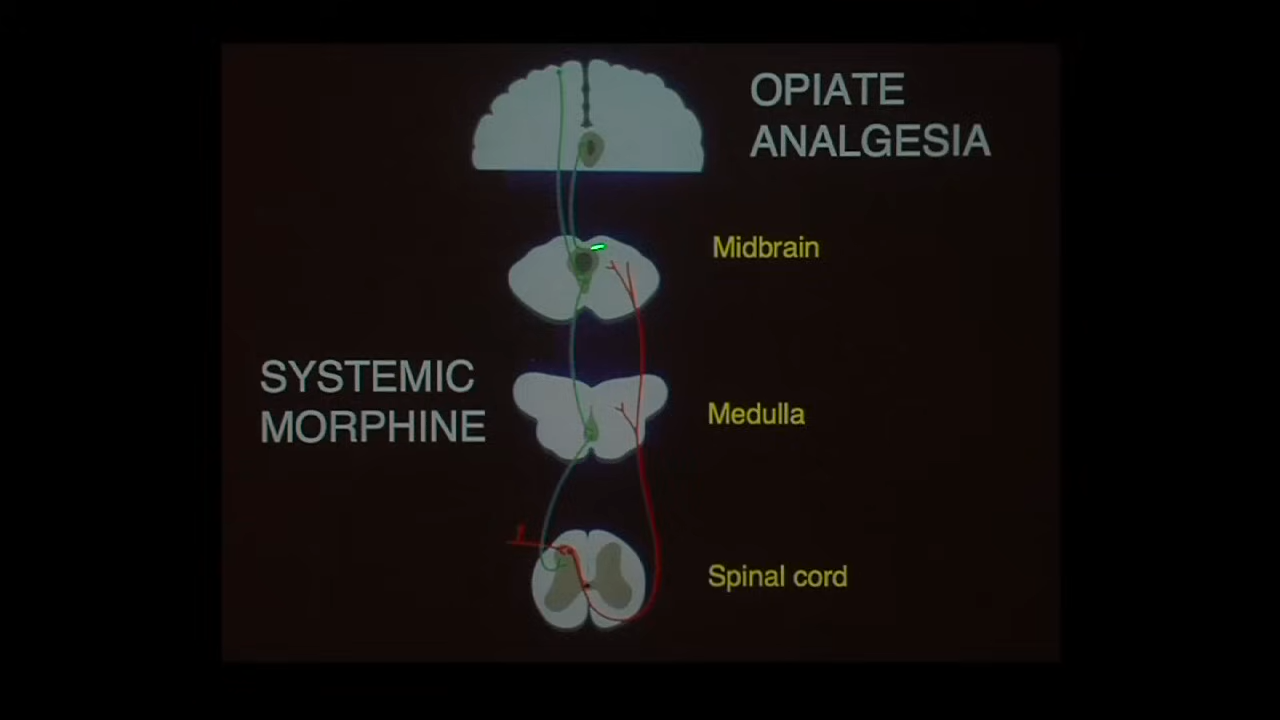 OPIATE
ANALGESIA
Midbrain
SYSTEMIC
MORPHINE
Medulla
Spinal cord